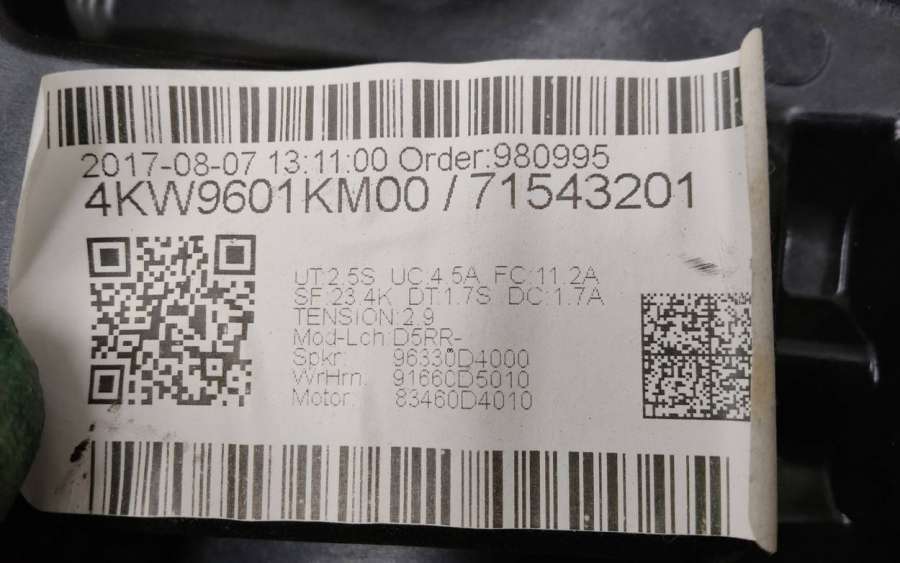 2017-08-07 13:11:00 Order:980995
4KW9601KM00 / 71543201
UT:2.5S UC:4.5A FC:11.2A
SF:23.4K DT:1.7S DC:1.7A
TENSION:2.9
Mod-Lch:D5RR-
Spkr: 96330D4000
WrHrn: 91660D5010
Motor: 83460D4010